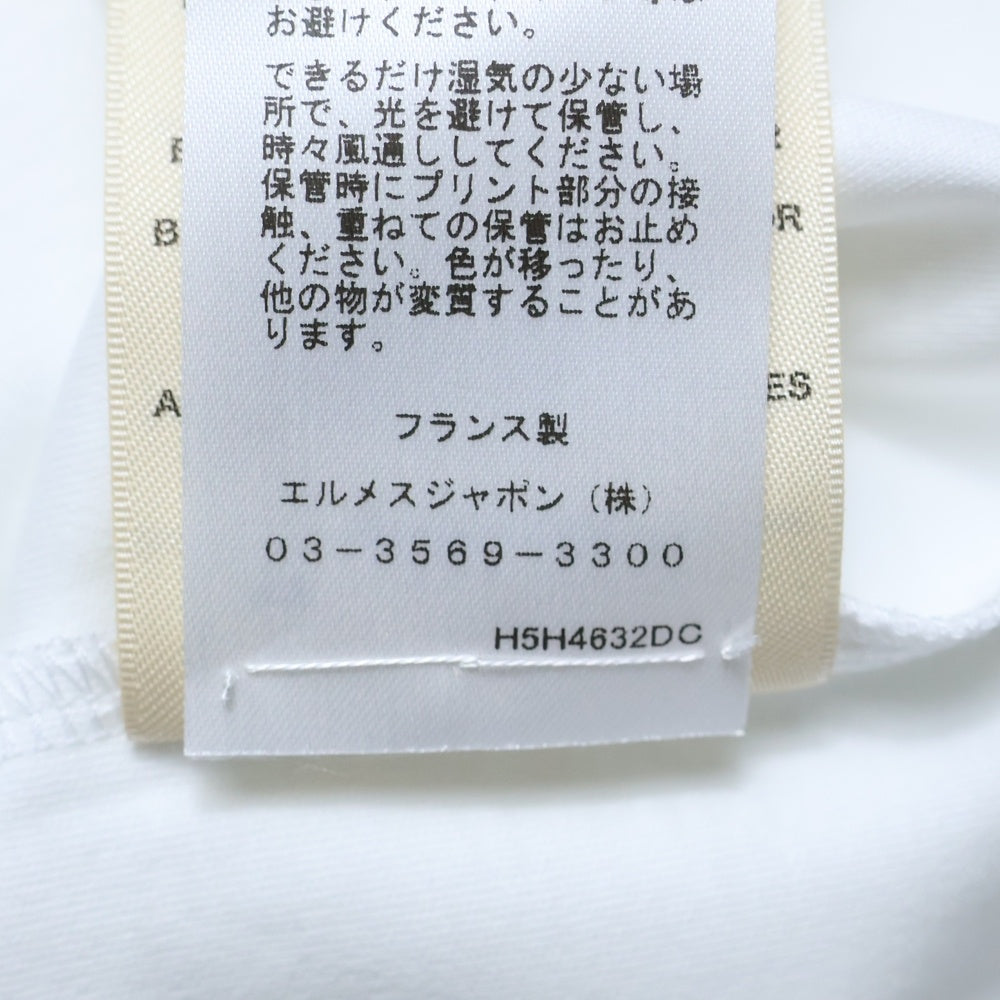 お避けください。
できるだけ湿気の少ない場
所で、光を避けて保管し、
時々風通ししてください。
保管時にプリント部分の接
触、重ねての保管はお止め
ください。色が移ったり、
他の物が変質することがあ
ります。
フランス製
エルメスジャポン（株）
03-3569-3300
H5H4632DC